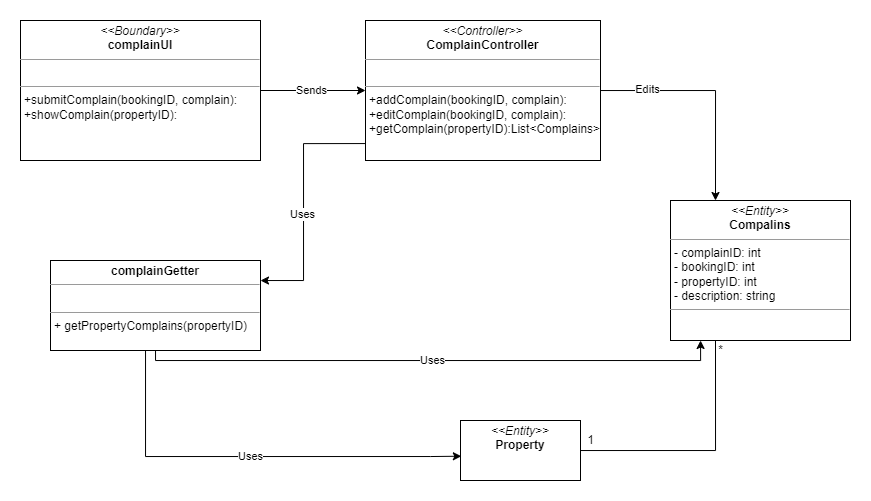 <<Boundary>>
complainUI
+submitComplain(bookingID, complain):
+showComplain(propertyID):
Sends
<<Controller>>
ComplainController
+addComplain(bookingID, complain):
+editComplain(bookingID, complain):
+getComplain(propertyID):List<Complains>
Edits
Uses
<<Entity>>
Compalins
- complainID: int
- bookingID: int
- propertyID: int
- description: string
complainGetter
+ getPropertyComplains(propertyID)
Uses
*
Uses
<<Entity>>
Property
1